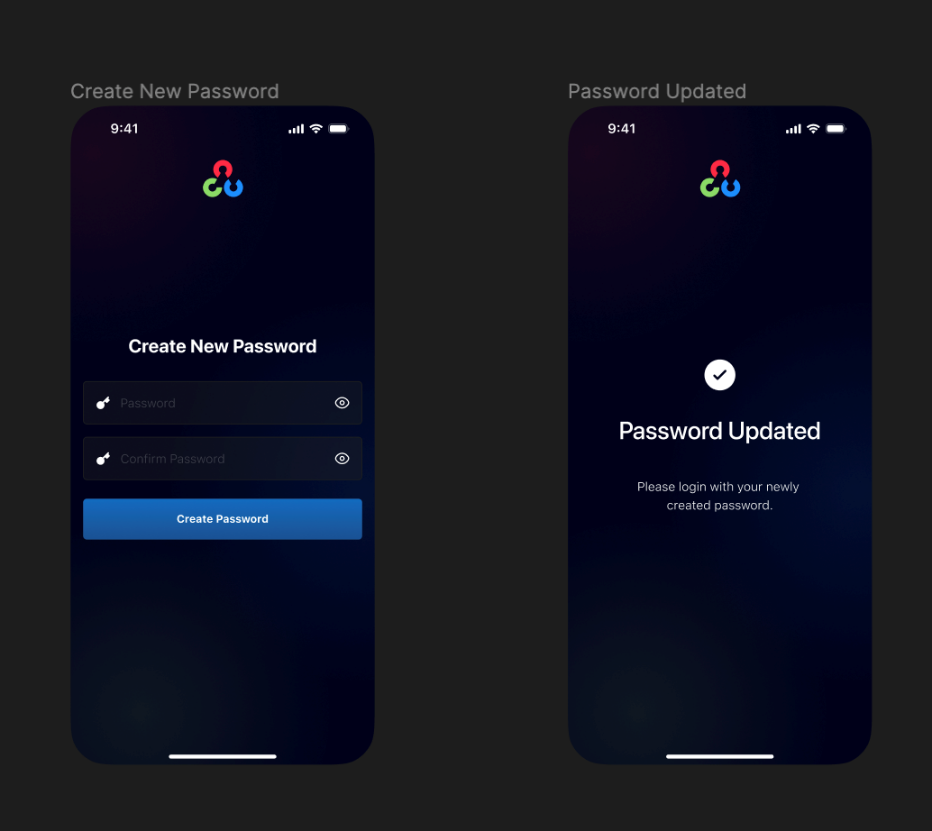 Create New Password
9:41
Create New Password
Password
Confirm Password
Create Password
Password Updated
9:41
Password Updated
Please login with your newly
created password.